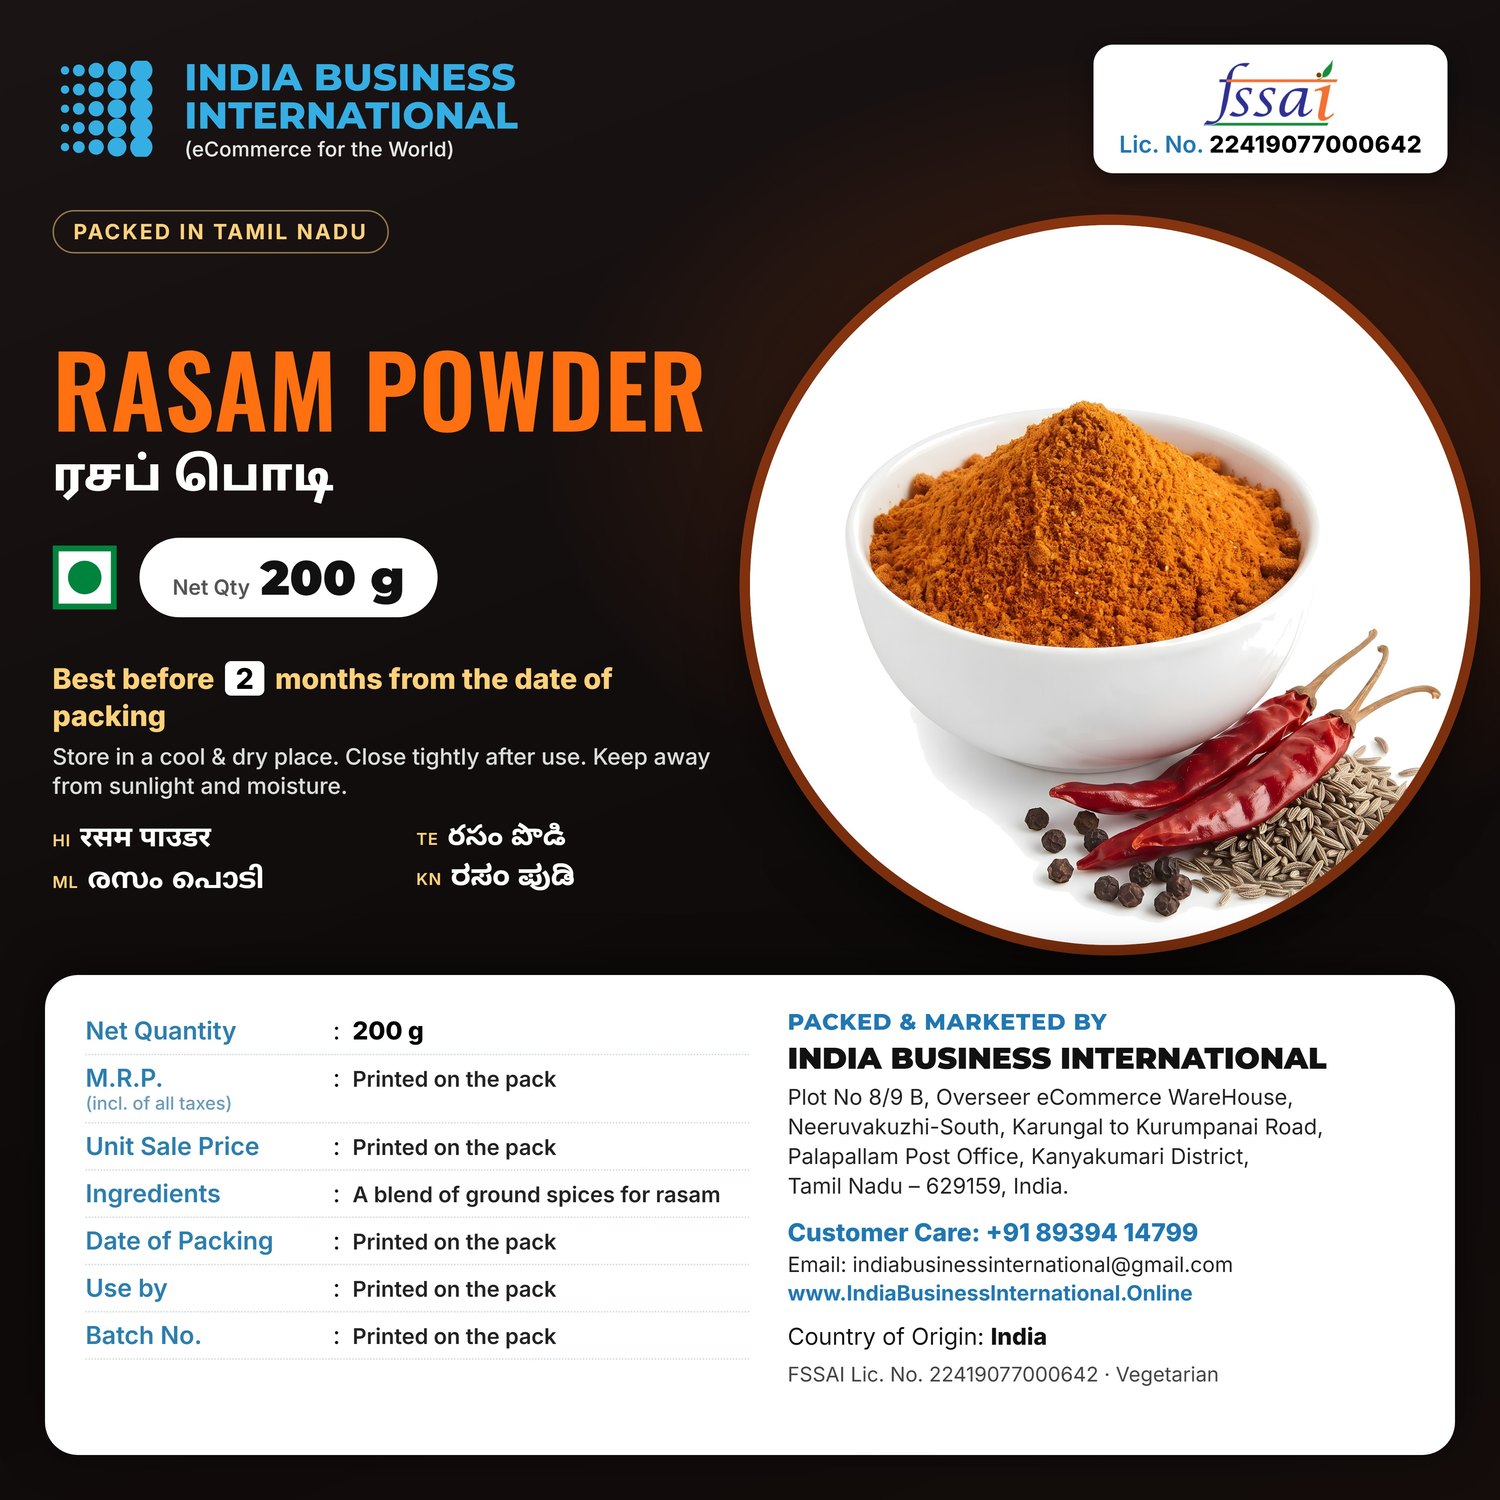 INDIA BUSINESS
INTERNATIONAL
(eCommerce for the World)
fssai
Lic. No. 22419077000642
PACKED IN TAMIL NADU
RASAM POWDER
ரசப் பொடி
Net Qty 200 g
Best before 2 months from the date of
packing
Store in a cool & dry place. Close tightly after use. Keep away
from sunlight and moisture.
HI रसम पाउडर
TE రసం పొడి
ML രസം പൊടി
KN ರಸಂ ಪುಡಿ
Net Quantity : 200 g
M.R.P. : Printed on the pack
(incl. of all taxes)
Unit Sale Price : Printed on the pack
Ingredients : A blend of ground spices for rasam
Date of Packing : Printed on the pack
Use by : Printed on the pack
Batch No. : Printed on the pack
PACKED & MARKETED BY
INDIA BUSINESS INTERNATIONAL
Plot No 8/9 B, Overseer eCommerce WareHouse,
Neeruvakuzhi-South, Karungal to Kurumpanai Road,
Palapallam Post Office, Kanyakumari District,
Tamil Nadu – 629159, India.
Customer Care: +91 89394 14799
Email: indiabusinessinternational@gmail.com
www.IndiaBusinessInternational.Online
Country of Origin: India
FSSAI Lic. No. 22419077000642 · Vegetarian